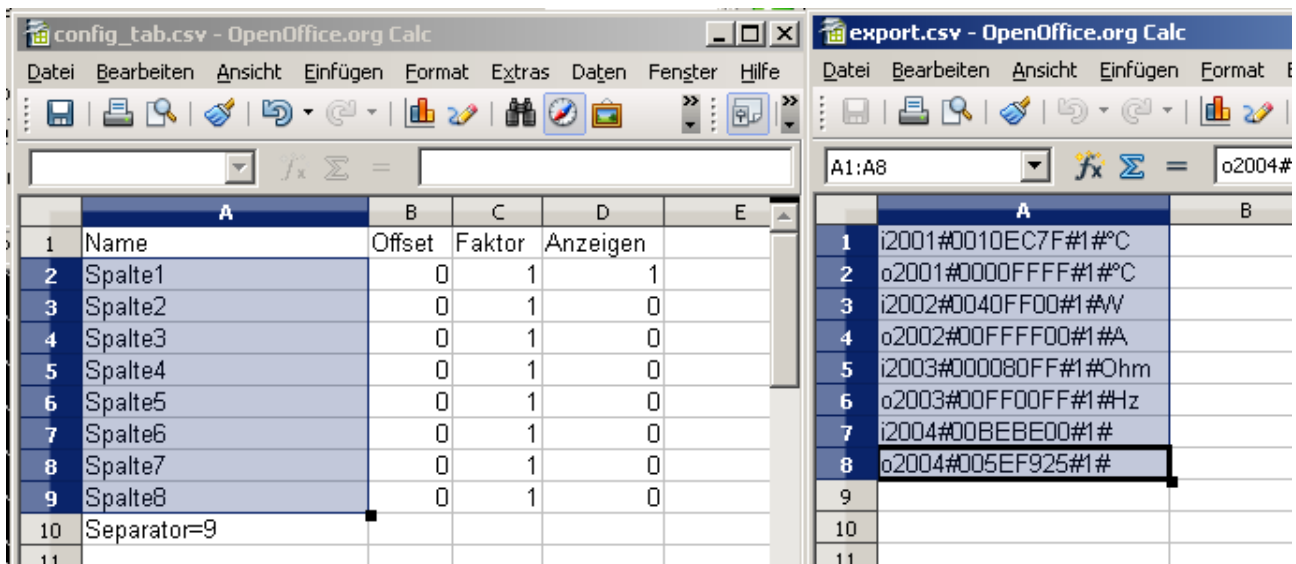 config_tab.csv - OpenOffice.org Calc
Datei Bearbeiten Ansicht Einfügen Format Extras Daten Fenster Hilfe
A B C D E
1 Name Offset Faktor Anzeigen
2 Spalte1 0 1 1
3 Spalte2 0 1 0
4 Spalte3 0 1 0
5 Spalte4 0 1 0
6 Spalte5 0 1 0
7 Spalte6 0 1 0
8 Spalte7 0 1 0
9 Spalte8 0 1 0
10 Separator=9
11
export.csv - OpenOffice.org Calc
Datei Bearbeiten Ansicht Einfügen Format
A1:A8 o2004#
A B
1 i2001#0010EC7F#1#°C
2 o2001#0000FFFF#1#°C
3 i2002#0040FF00#1#W
4 o2002#00FFFF00#1#A
5 i2003#000080FF#1#Ohm
6 o2003#00FF00FF#1#Hz
7 i2004#00BEBE00#1#
8 o2004#005EF925#1#
9
10
11